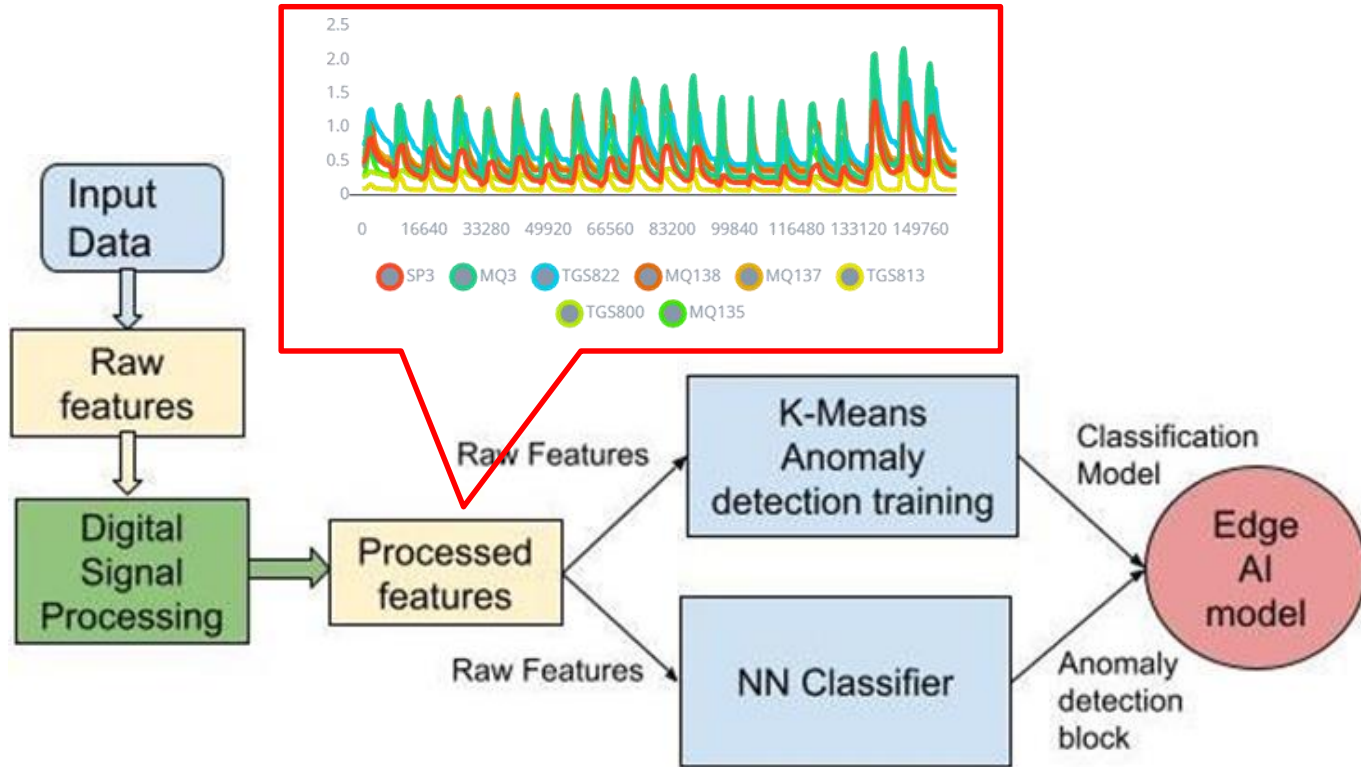 2.5
2.0
1.5
1.0
0.5
0
0 16640 33280 49920 66560 83200 99840 116480 133120 149760
SP3 MQ3 TGS822 MQ138 MQ137 TGS813
TGS800 MQ135
Input
Data
Raw
features
Digital
Signal
Processing
Processed
features
Raw Features
Raw Features
K-Means
Anomaly
detection training
NN Classifier
Classification
Model
Anomaly
detection
block
Edge
AI
model